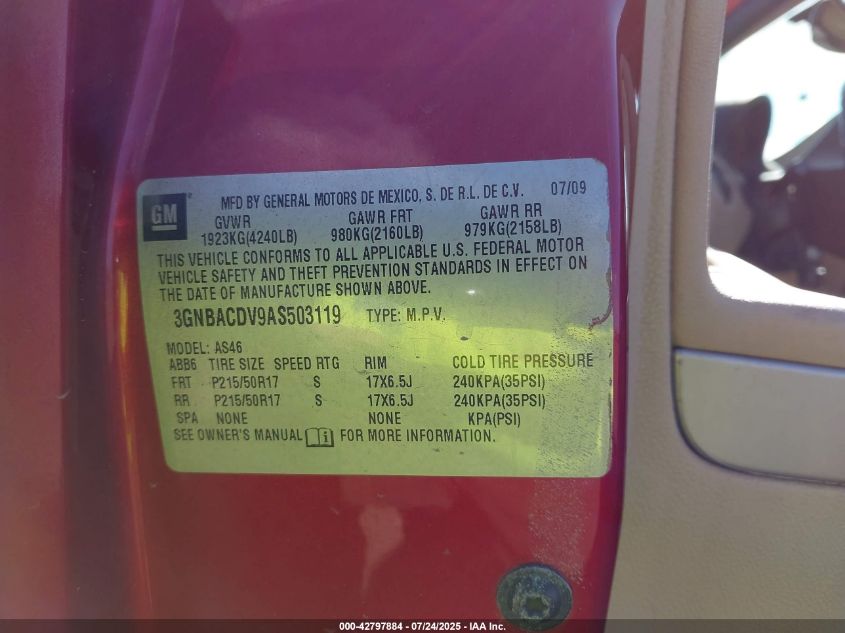 GM® MFD BY GENERAL MOTORS DE MEXICO, S. DE R.L. DE C.V. 07/09
GVWR GAWR FRT GAWR RR
1923KG(4240LB) 980KG(2160LB) 979KG(2158LB)
THIS VEHICLE CONFORMS TO ALL APPLICABLE U.S. FEDERAL MOTOR
VEHICLE SAFETY AND THEFT PREVENTION STANDARDS IN EFFECT ON
THE DATE OF MANUFACTURE SHOWN ABOVE.
3GNBACDV9AS503119 TYPE: M.P.V.
MODEL: AS46
ABB6 TIRE SIZE SPEED RTG RIM COLD TIRE PRESSURE
FRT P215/50R17 S 17X6.5J 240KPA(35PSI)
RR P215/50R17 S 17X6.5J 240KPA(35PSI)
SPA NONE NONE KPA(PSI)
SEE OWNER'S MANUAL FOR MORE INFORMATION.
000-42797884 - 07/24/2025 - IAA Inc.